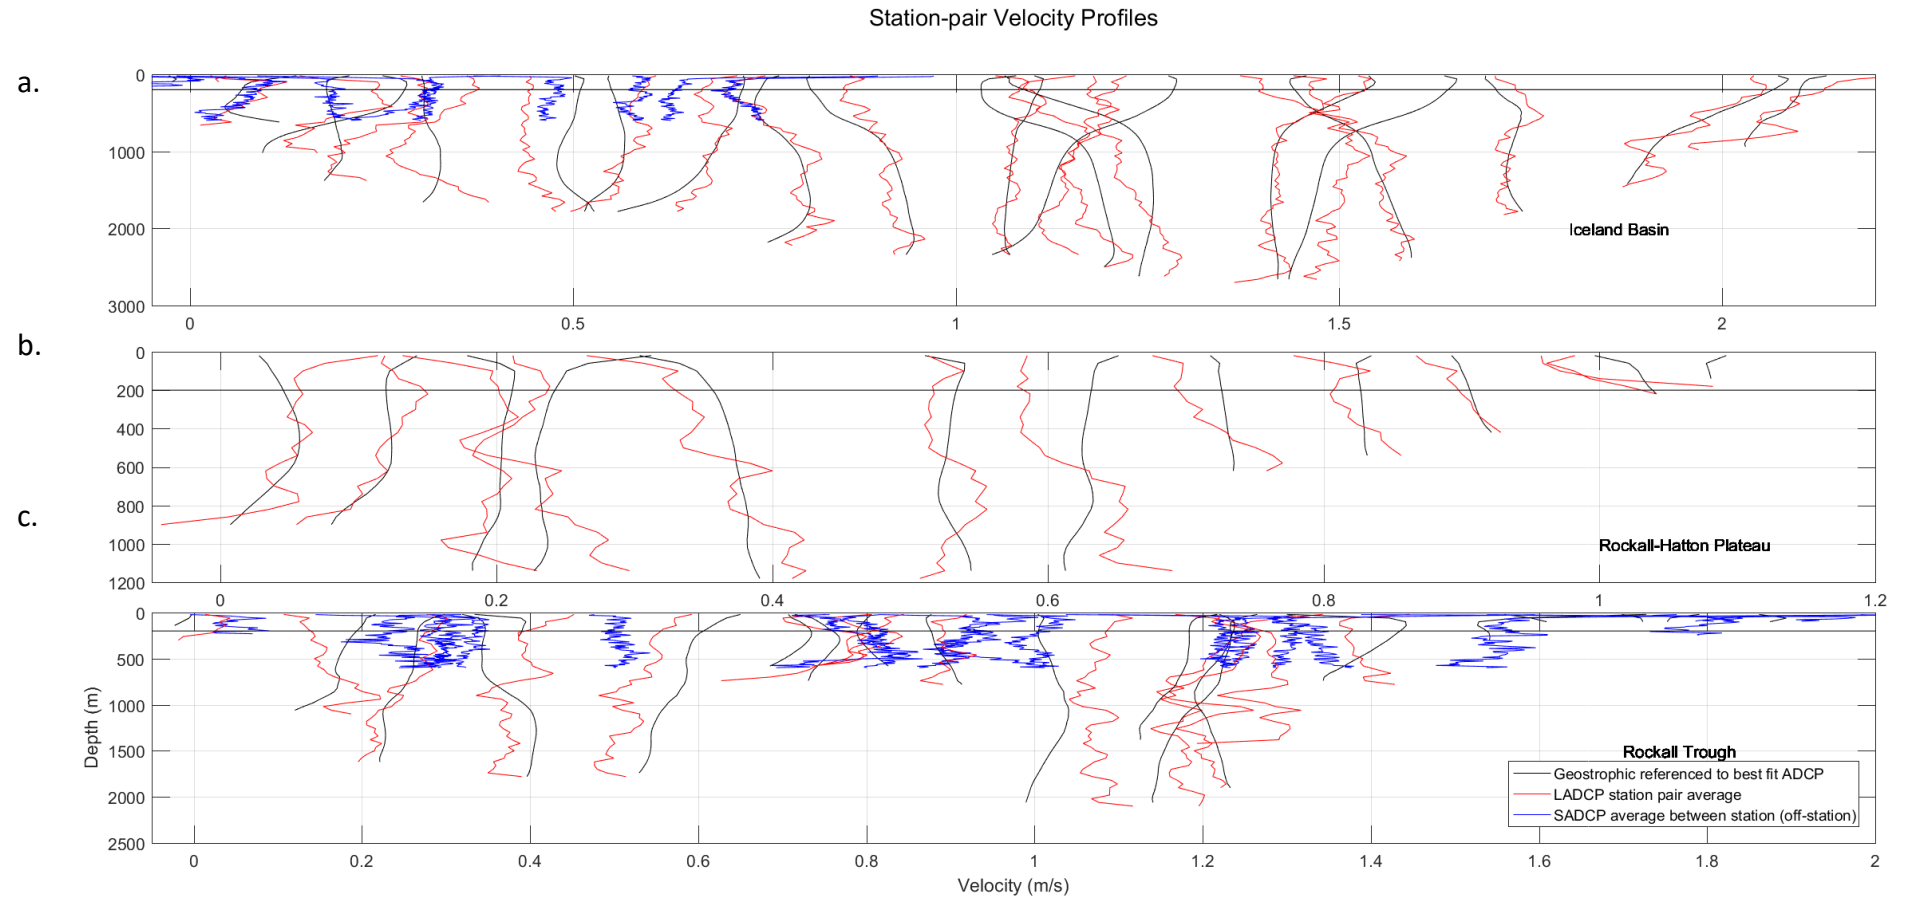 Station-pair Velocity Profiles
a.
0
1000
2000
3000
Iceland Basin
0 0.5 1 1.5 2
b.
0
200
400
600
800
1000
1200
Rockall-Hatton Plateau
0 0.2 0.4 0.6 0.8 1 1.2
c.
0
500
1000
1500
2000
2500
Depth (m)
Rockall Trough
Geostrophic referenced to best fit ADCP
LADCP station pair average
SADCP average between station (off-station)
0 0.2 0.4 0.6 0.8 1 1.2 1.4 1.6 1.8 2
Velocity (m/s)